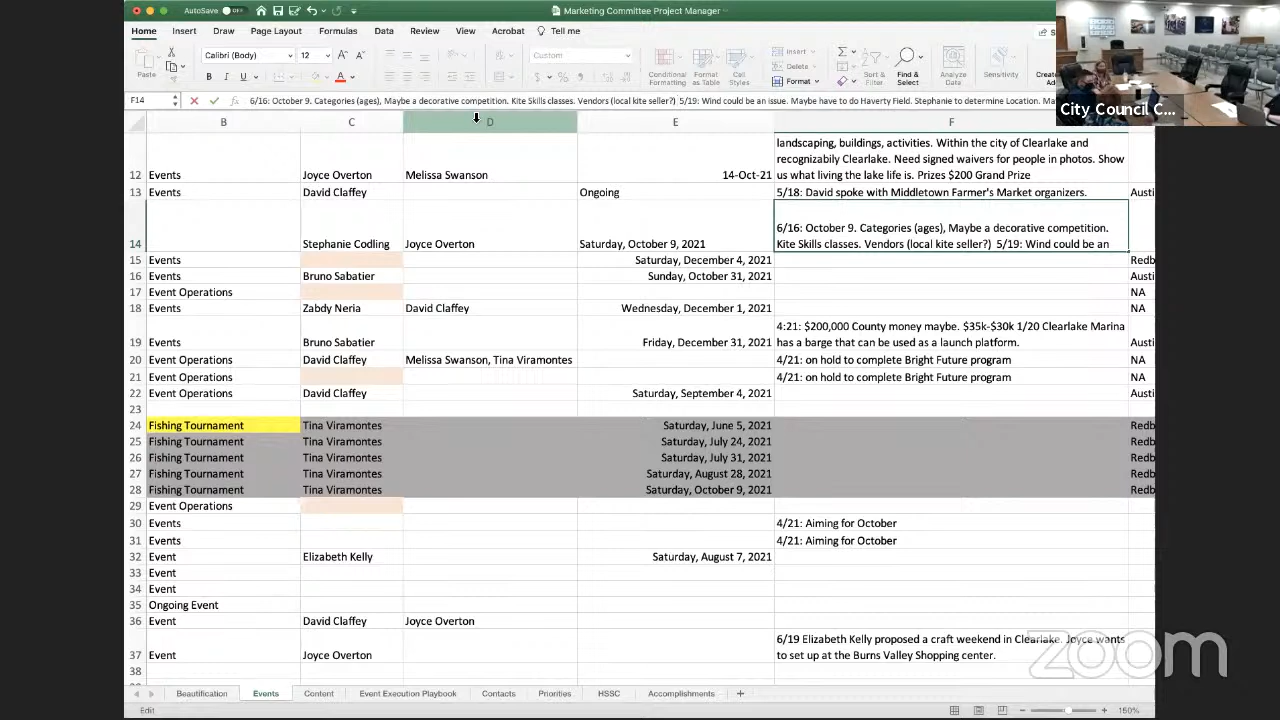 AutoSave OFF
Marketing Committee Project Manager
Home Insert Draw Page Layout Formulas Data Review View Acrobat Tell me
Paste
Calibri (Body) 12 A A
B I U A
Custom
$ %
Conditional Formatting
Format as Table
Cell Styles
Insert
Delete
Format
Sort & Filter
Find & Select
Analyze Data
Sensitivity
City Council C...
F14 fx 6/16: October 9. Categories (ages), Maybe a decorative competition. Kite Skills classes. Vendors (local kite seller?) 5/19: Wind could be an issue. Maybe have to do Haverty Field. Stephanie to determine Location. Ma
B C D E F
landscaping, buildings, activities. Within the city of Clearlake and
recognizabily Clearlake. Need signed waivers for people in photos. Show
12 Events Joyce Overton Melissa Swanson 14-Oct-21 us what living the lake life is. Prizes $200 Grand Prize
13 Events David Claffey Ongoing 5/18: David spoke with Middletown Farmer's Market organizers. Austi
6/16: October 9. Categories (ages), Maybe a decorative competition.
14 Stephanie Codling Joyce Overton Saturday, October 9, 2021 Kite Skills classes. Vendors (local kite seller?) 5/19: Wind could be an
15 Events Saturday, December 4, 2021 Redb
16 Events Bruno Sabatier Sunday, October 31, 2021 Austi
17 Event Operations NA
18 Events Zabdy Neria David Claffey Wednesday, December 1, 2021 NA
4:21: $200,000 County money maybe. $35k-$30k 1/20 Clearlake Marina
19 Events Bruno Sabatier Friday, December 31, 2021 has a barge that can be used as a launch platform. Austi
20 Event Operations David Claffey Melissa Swanson, Tina Viramontes 4/21: on hold to complete Bright Future program NA
21 Event Operations 4/21: on hold to complete Bright Future program NA
22 Event Operations David Claffey Saturday, September 4, 2021 Austi
23
24 Fishing Tournament Tina Viramontes Saturday, June 5, 2021 Redb
25 Fishing Tournament Tina Viramontes Saturday, July 24, 2021 Redb
26 Fishing Tournament Tina Viramontes Saturday, July 31, 2021 Redb
27 Fishing Tournament Tina Viramontes Saturday, August 28, 2021 Redb
28 Fishing Tournament Tina Viramontes Saturday, October 9, 2021 Redb
29 Event Operations
30 Events 4/21: Aiming for October
31 Events 4/21: Aiming for October
32 Event Elizabeth Kelly Saturday, August 7, 2021
33 Event
34 Event
35 Ongoing Event
36 Event David Claffey Joyce Overton
6/19 Elizabeth Kelly proposed a craft weekend in Clearlake. Joyce wants
37 Event Joyce Overton to set up at the Burns Valley Shopping center.
38
zoom
Beautification Events Content Event Execution Playbook Contacts Priorities HSSC Accomplishments +
Edit 150%